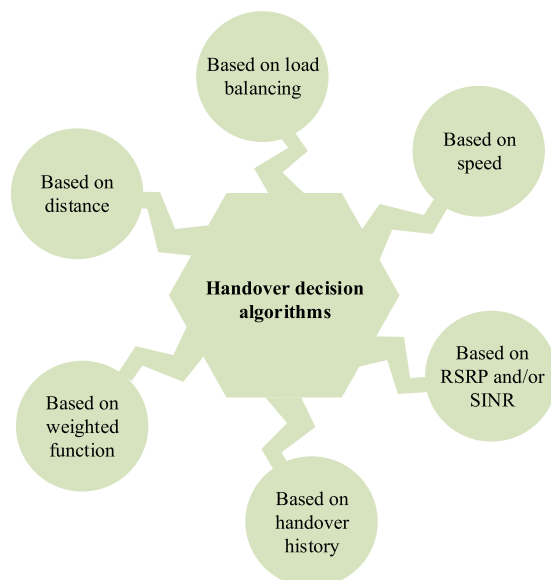 Based on load
balancing
Based on
speed
Based on
distance
Handover decision
algorithms
Based on
RSRP and/or
SINR
Based on
weighted
function
Based on
handover
history